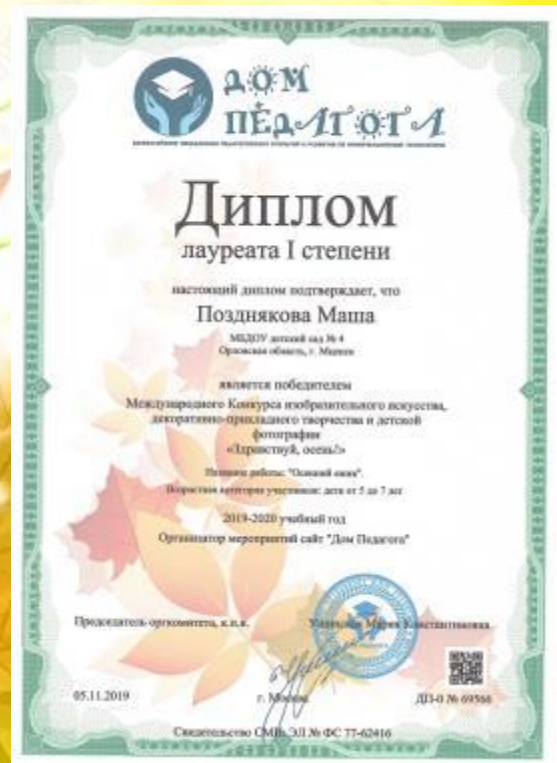 ДОМ
ПЕДАГОГА
Диплом
лауреата I степени
настоящий диплом подтверждает, что
Позднякова Маша
МБДОУ детский сад № 4
Орловская область, г. Мценск
является победителем
Международного Конкурса изобразительного искусства,
декоративно-прикладного творчества и детской
фотографии
«Здравствуй, осень!»
Название работы: "Осенний
Возрастная категория участников: дети от 5 до 7 лет
2019-2020 учебный год
Организатор мероприятий сайт "Дом Педагога"
Председатель оргкомитета, к.п.н.
Мария Константиновна
05.11.2019
г. Москва
ДП-0 № 69566
Свидетельство СМИ: ЭЛ № ФС 77-62416